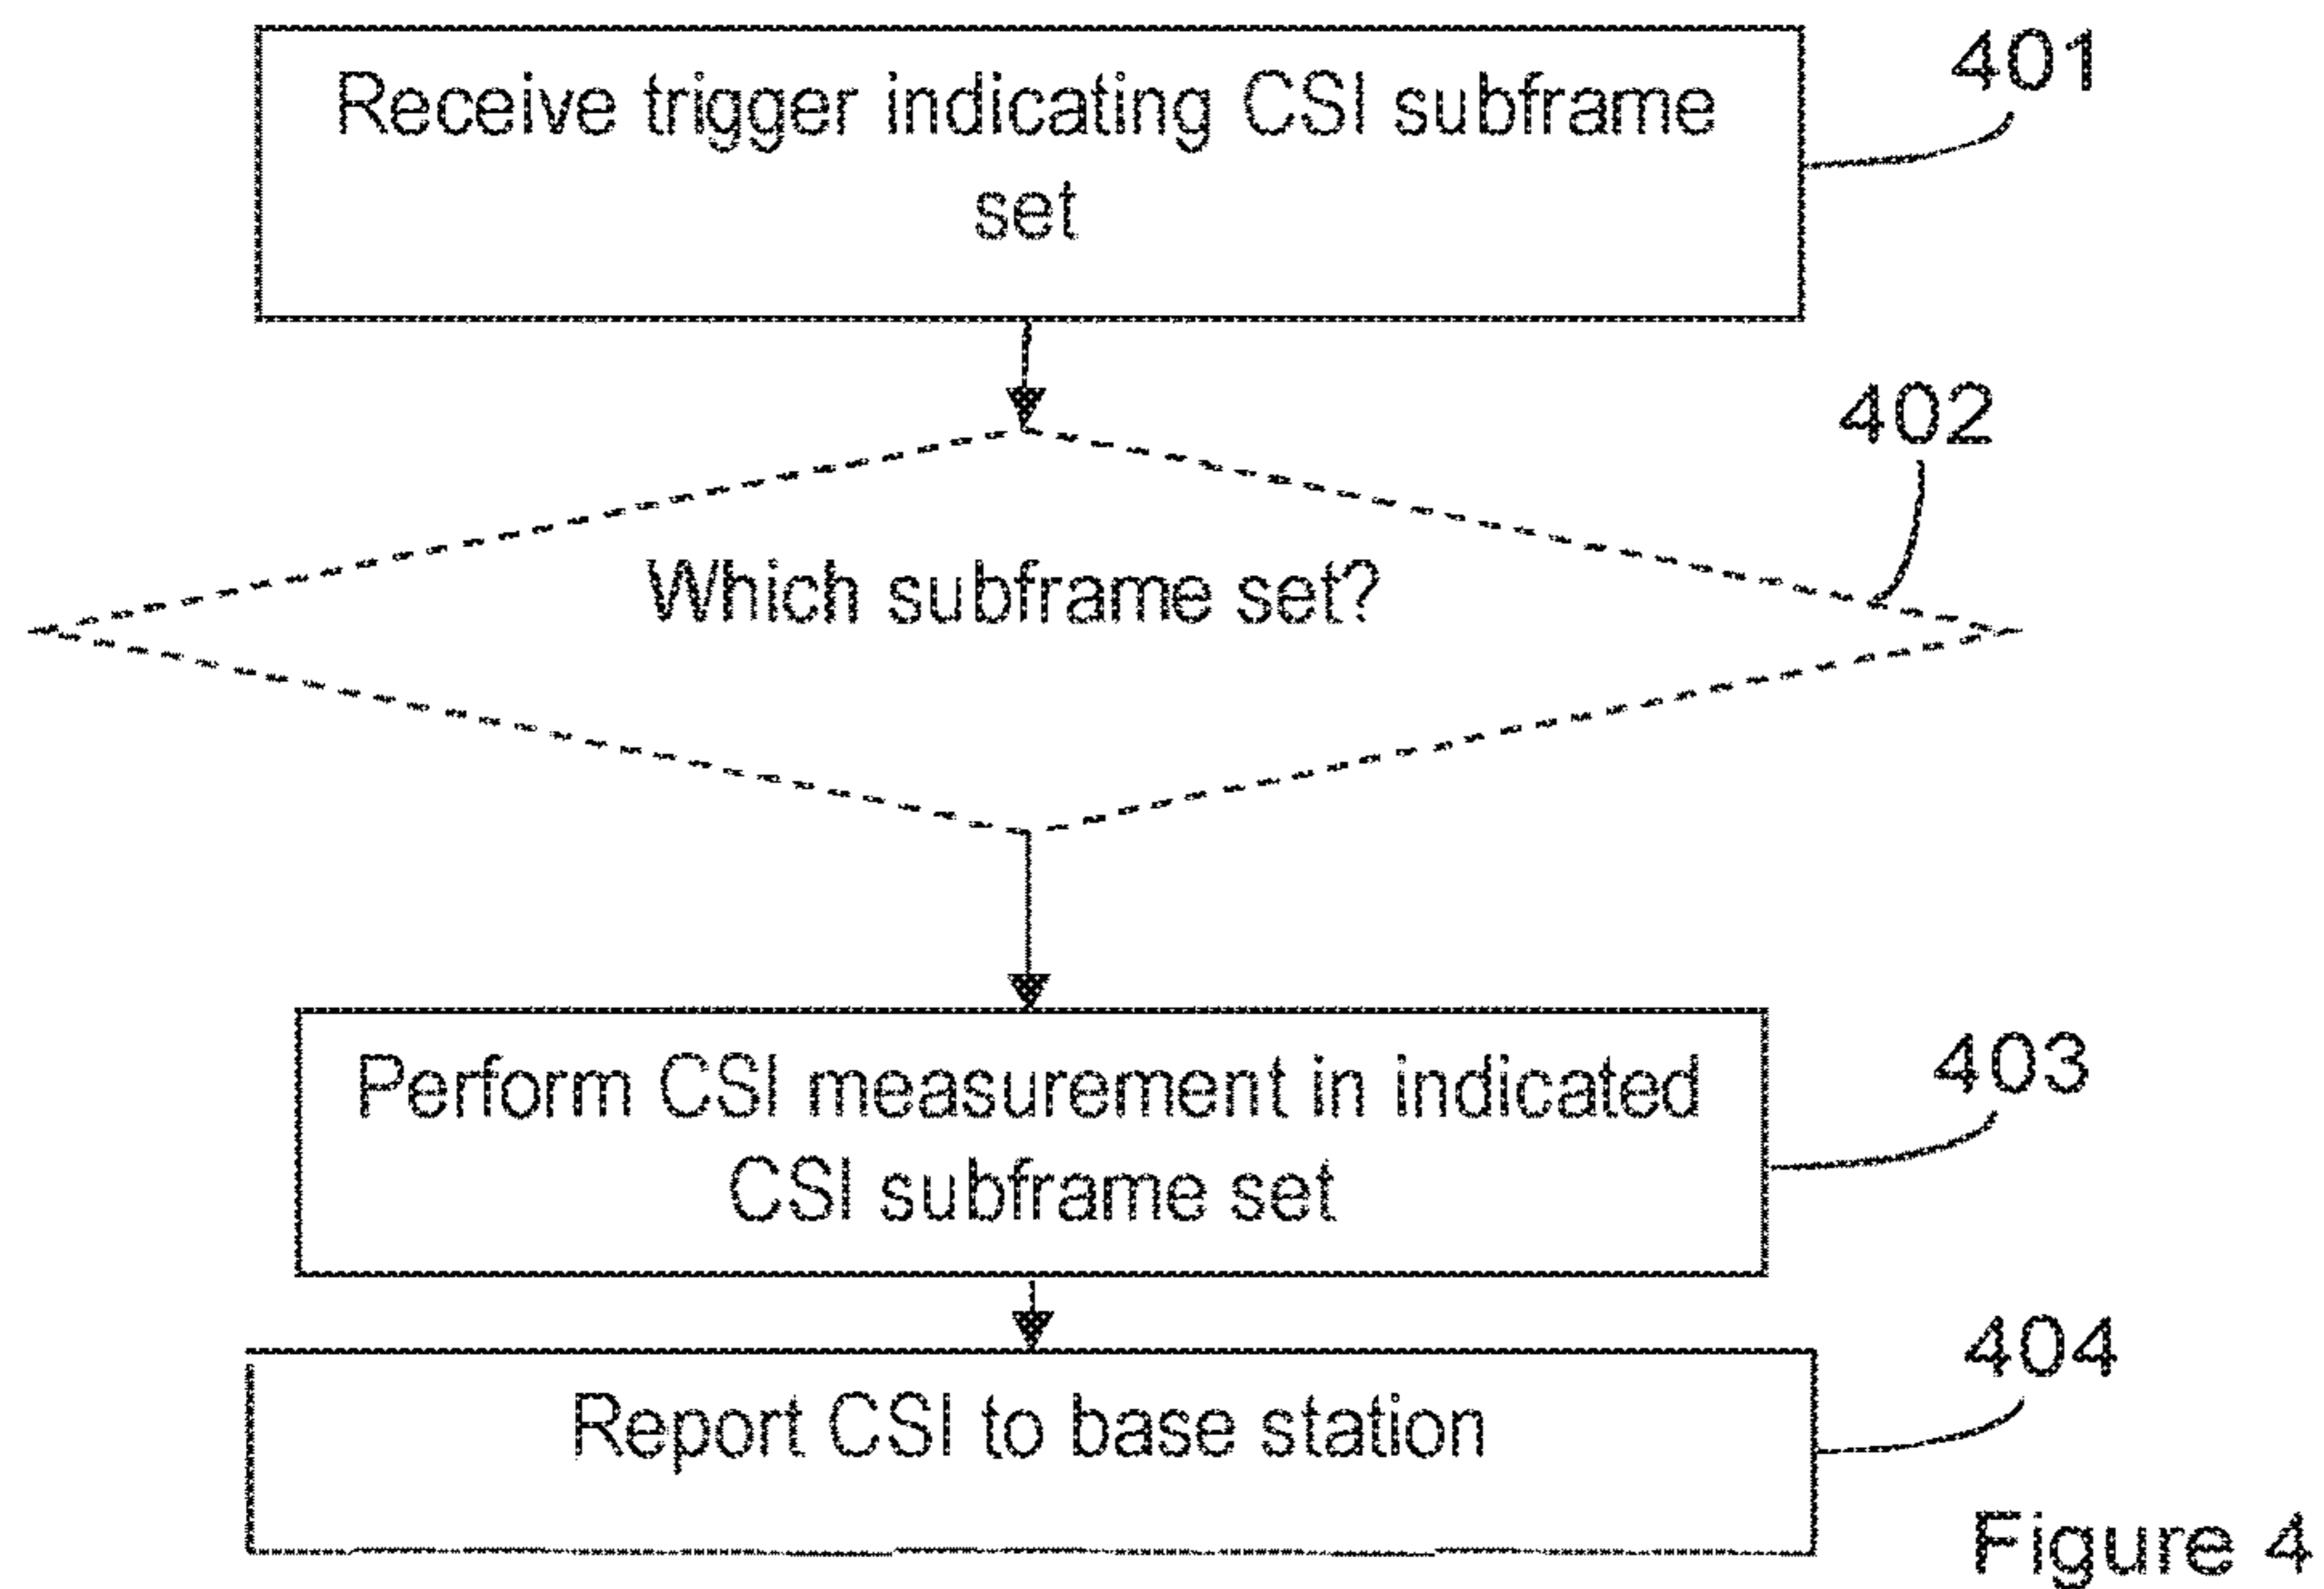 Receive trigger indicating CSI subframe
set
401
402
Which subframe set?
Perform CSI measurement in indicated
CSI subframe set
403
404
Report CSI to base station
Figure 4